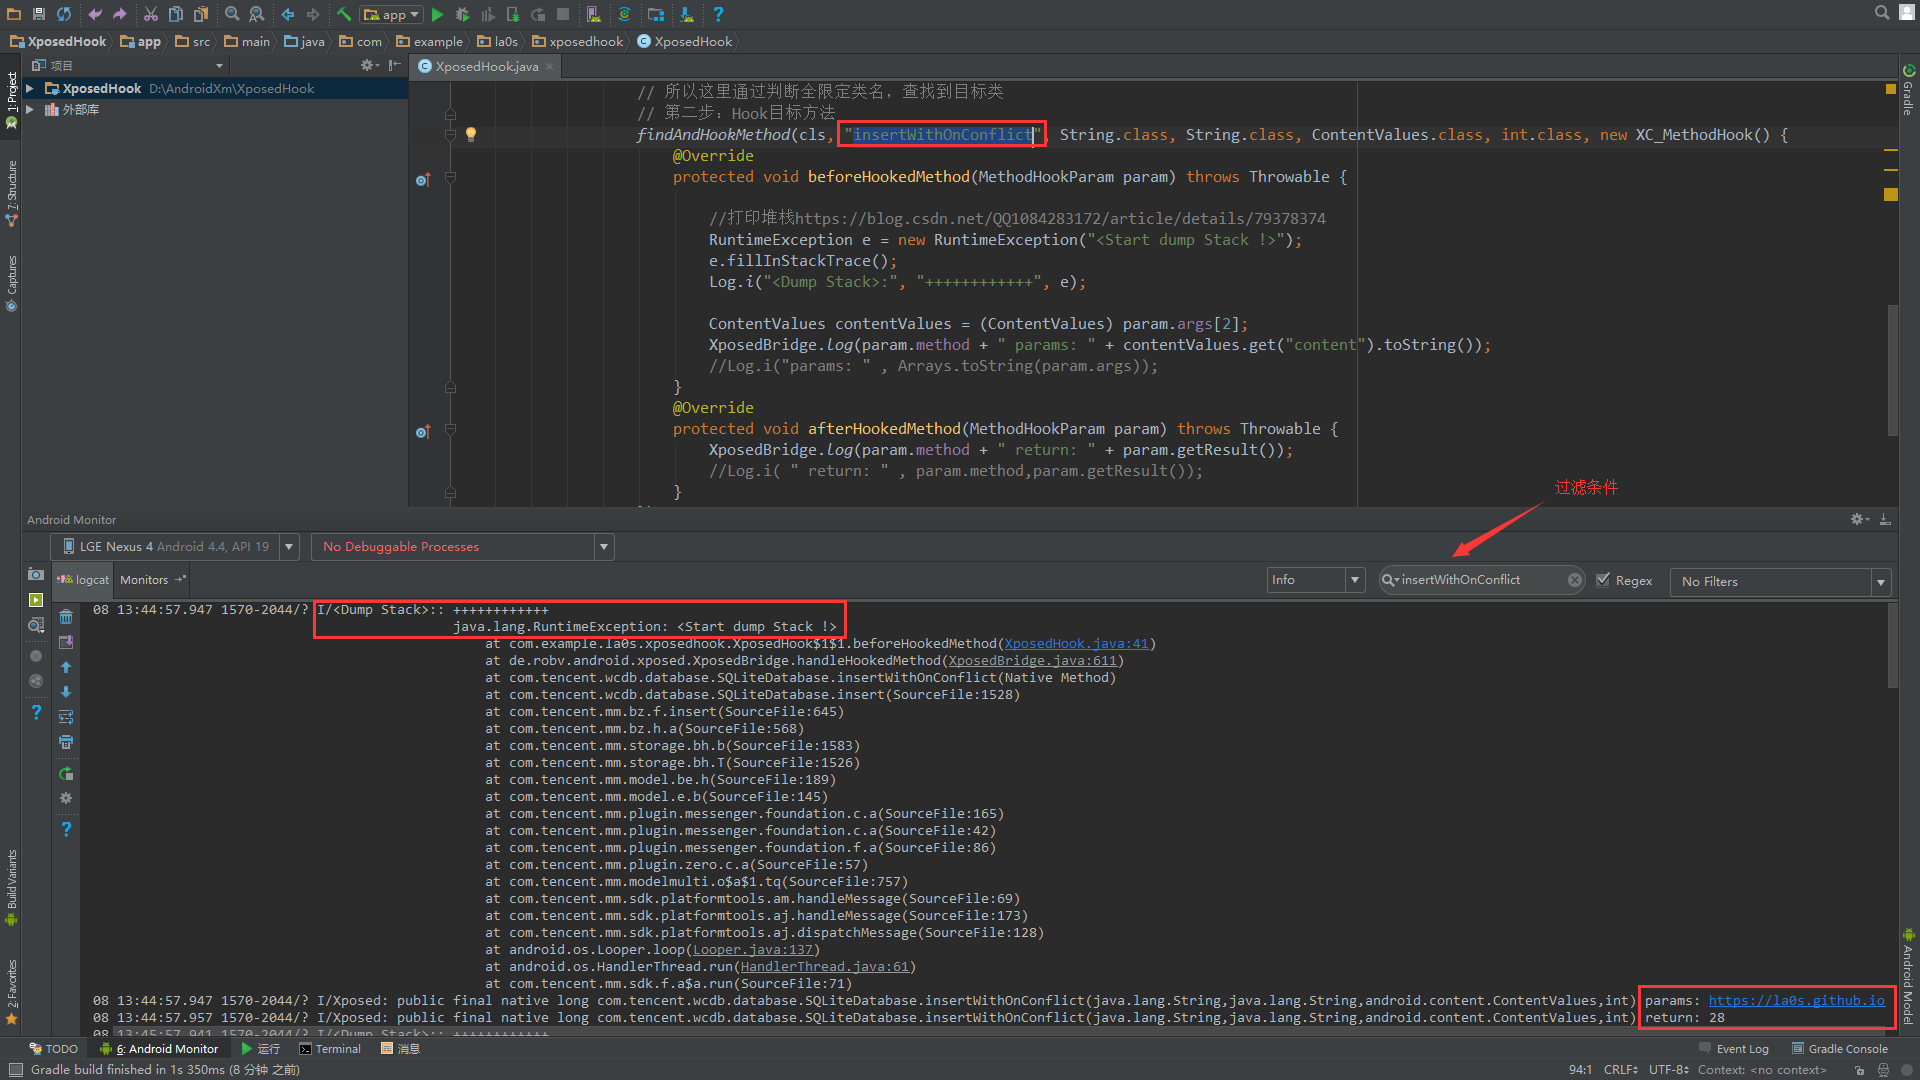 app
XposedHook app src main java com example la0s xposedhook XposedHook
项目
XposedHook D:\AndroidXm\XposedHook
外部库
1: Project
7: Structure
Captures
Build Variants
2: Favorites
Gradle
Android Model
XposedHook.java
// 所以这里通过判断全限定类名，查找到目标类
// 第二步：Hook目标方法
findAndHookMethod(cls, "insertWithOnConflict", String.class, String.class, ContentValues.class, int.class, new XC_MethodHook() {
@Override
protected void beforeHookedMethod(MethodHookParam param) throws Throwable {
//打印堆栈https://blog.csdn.net/QQ1084283172/article/details/79378374
RuntimeException e = new RuntimeException("<Start dump Stack !>");
e.fillInStackTrace();
Log.i("<Dump Stack>:", "++++++++++++", e);
ContentValues contentValues = (ContentValues) param.args[2];
XposedBridge.log(param.method + " params: " + contentValues.get("content").toString());
//Log.i("params: " , Arrays.toString(param.args));
}
@Override
protected void afterHookedMethod(MethodHookParam param) throws Throwable {
XposedBridge.log(param.method + " return: " + param.getResult());
//Log.i( " return: " , param.method,param.getResult());
}
过滤条件
Android Monitor
LGE Nexus 4 Android 4.4, API 19 No Debuggable Processes
logcat Monitors Info insertWithOnConflict Regex No Filters
08 13:44:57.947 1570-2044/? I/<Dump Stack>:: ++++++++++++
java.lang.RuntimeException: <Start dump Stack !>
at com.example.la0s.xposedhook.XposedHook$1$1.beforeHookedMethod(XposedHook.java:41)
at de.robv.android.xposed.XposedBridge.handleHookedMethod(XposedBridge.java:611)
at com.tencent.wcdb.database.SQLiteDatabase.insertWithOnConflict(Native Method)
at com.tencent.wcdb.database.SQLiteDatabase.insert(SourceFile:1528)
at com.tencent.mm.bz.f.insert(SourceFile:645)
at com.tencent.mm.bz.h.a(SourceFile:568)
at com.tencent.mm.storage.bh.b(SourceFile:1583)
at com.tencent.mm.storage.bh.T(SourceFile:1526)
at com.tencent.mm.model.be.h(SourceFile:189)
at com.tencent.mm.model.e.b(SourceFile:145)
at com.tencent.mm.plugin.messenger.foundation.c.a(SourceFile:165)
at com.tencent.mm.plugin.messenger.foundation.c.a(SourceFile:42)
at com.tencent.mm.plugin.messenger.foundation.f.a(SourceFile:86)
at com.tencent.mm.plugin.zero.c.a(SourceFile:57)
at com.tencent.mm.modelmulti.o$a$1.tq(SourceFile:757)
at com.tencent.mm.sdk.platformtools.am.handleMessage(SourceFile:69)
at com.tencent.mm.sdk.platformtools.aj.handleMessage(SourceFile:173)
at com.tencent.mm.sdk.platformtools.aj.dispatchMessage(SourceFile:128)
at android.os.Looper.loop(Looper.java:137)
at android.os.HandlerThread.run(HandlerThread.java:61)
at com.tencent.mm.sdk.f.a$a.run(SourceFile:71)
08 13:44:57.947 1570-2044/? I/Xposed: public final native long com.tencent.wcdb.database.SQLiteDatabase.insertWithOnConflict(java.lang.String,java.lang.String,android.content.ContentValues,int) params: https://la0s.github.io
08 13:44:57.957 1570-2044/? I/Xposed: public final native long com.tencent.wcdb.database.SQLiteDatabase.insertWithOnConflict(java.lang.String,java.lang.String,android.content.ContentValues,int) return: 28
08 13:45:57.941 1570-2044/? I/<Dump Stack>:: ++++++++++++
TODO 6: Android Monitor 运行 Terminal 消息 Event Log Gradle Console
Gradle build finished in 1s 350ms (8 分钟 之前) 94:1 CRLF UTF-8 Context: <no context>